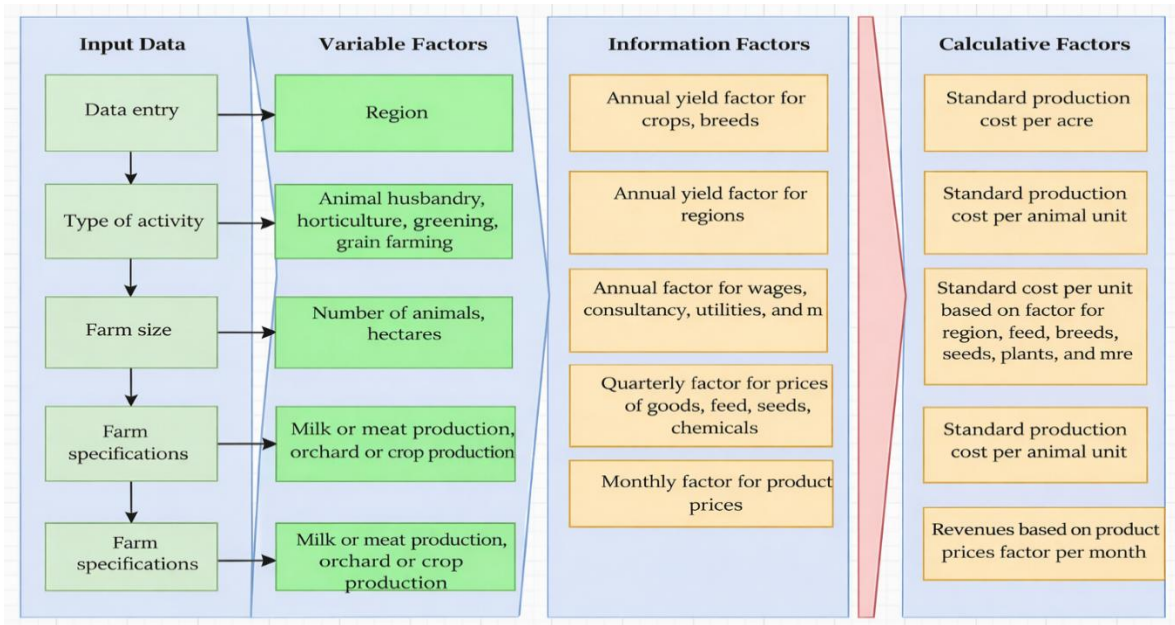 Input Data
Data entry
Type of activity
Farm size
Farm
specifications
Farm
specifications
Variable Factors
Region
Animal husbandry,
horticulture, greening,
grain farming
Number of animals,
hectares
Milk or meat production,
orchard or crop production
Milk or meat production,
orchard or crop
production
Information Factors
Annual yield factor for
crops, breeds
Annual yield factor for
regions
Annual factor for wages,
consultancy, utilities, and m
Quarterly factor for prices
of goods, feed, seeds,
chemicals
Monthly factor for product
prices
Calculative Factors
Standard production
cost per acre
Standard production
cost per animal unit
Standard cost per unit
based on factor for
region, feed, breeds,
seeds, plants, and mre
Standard production
cost per animal unit
Revenues based on product
prices factor per month